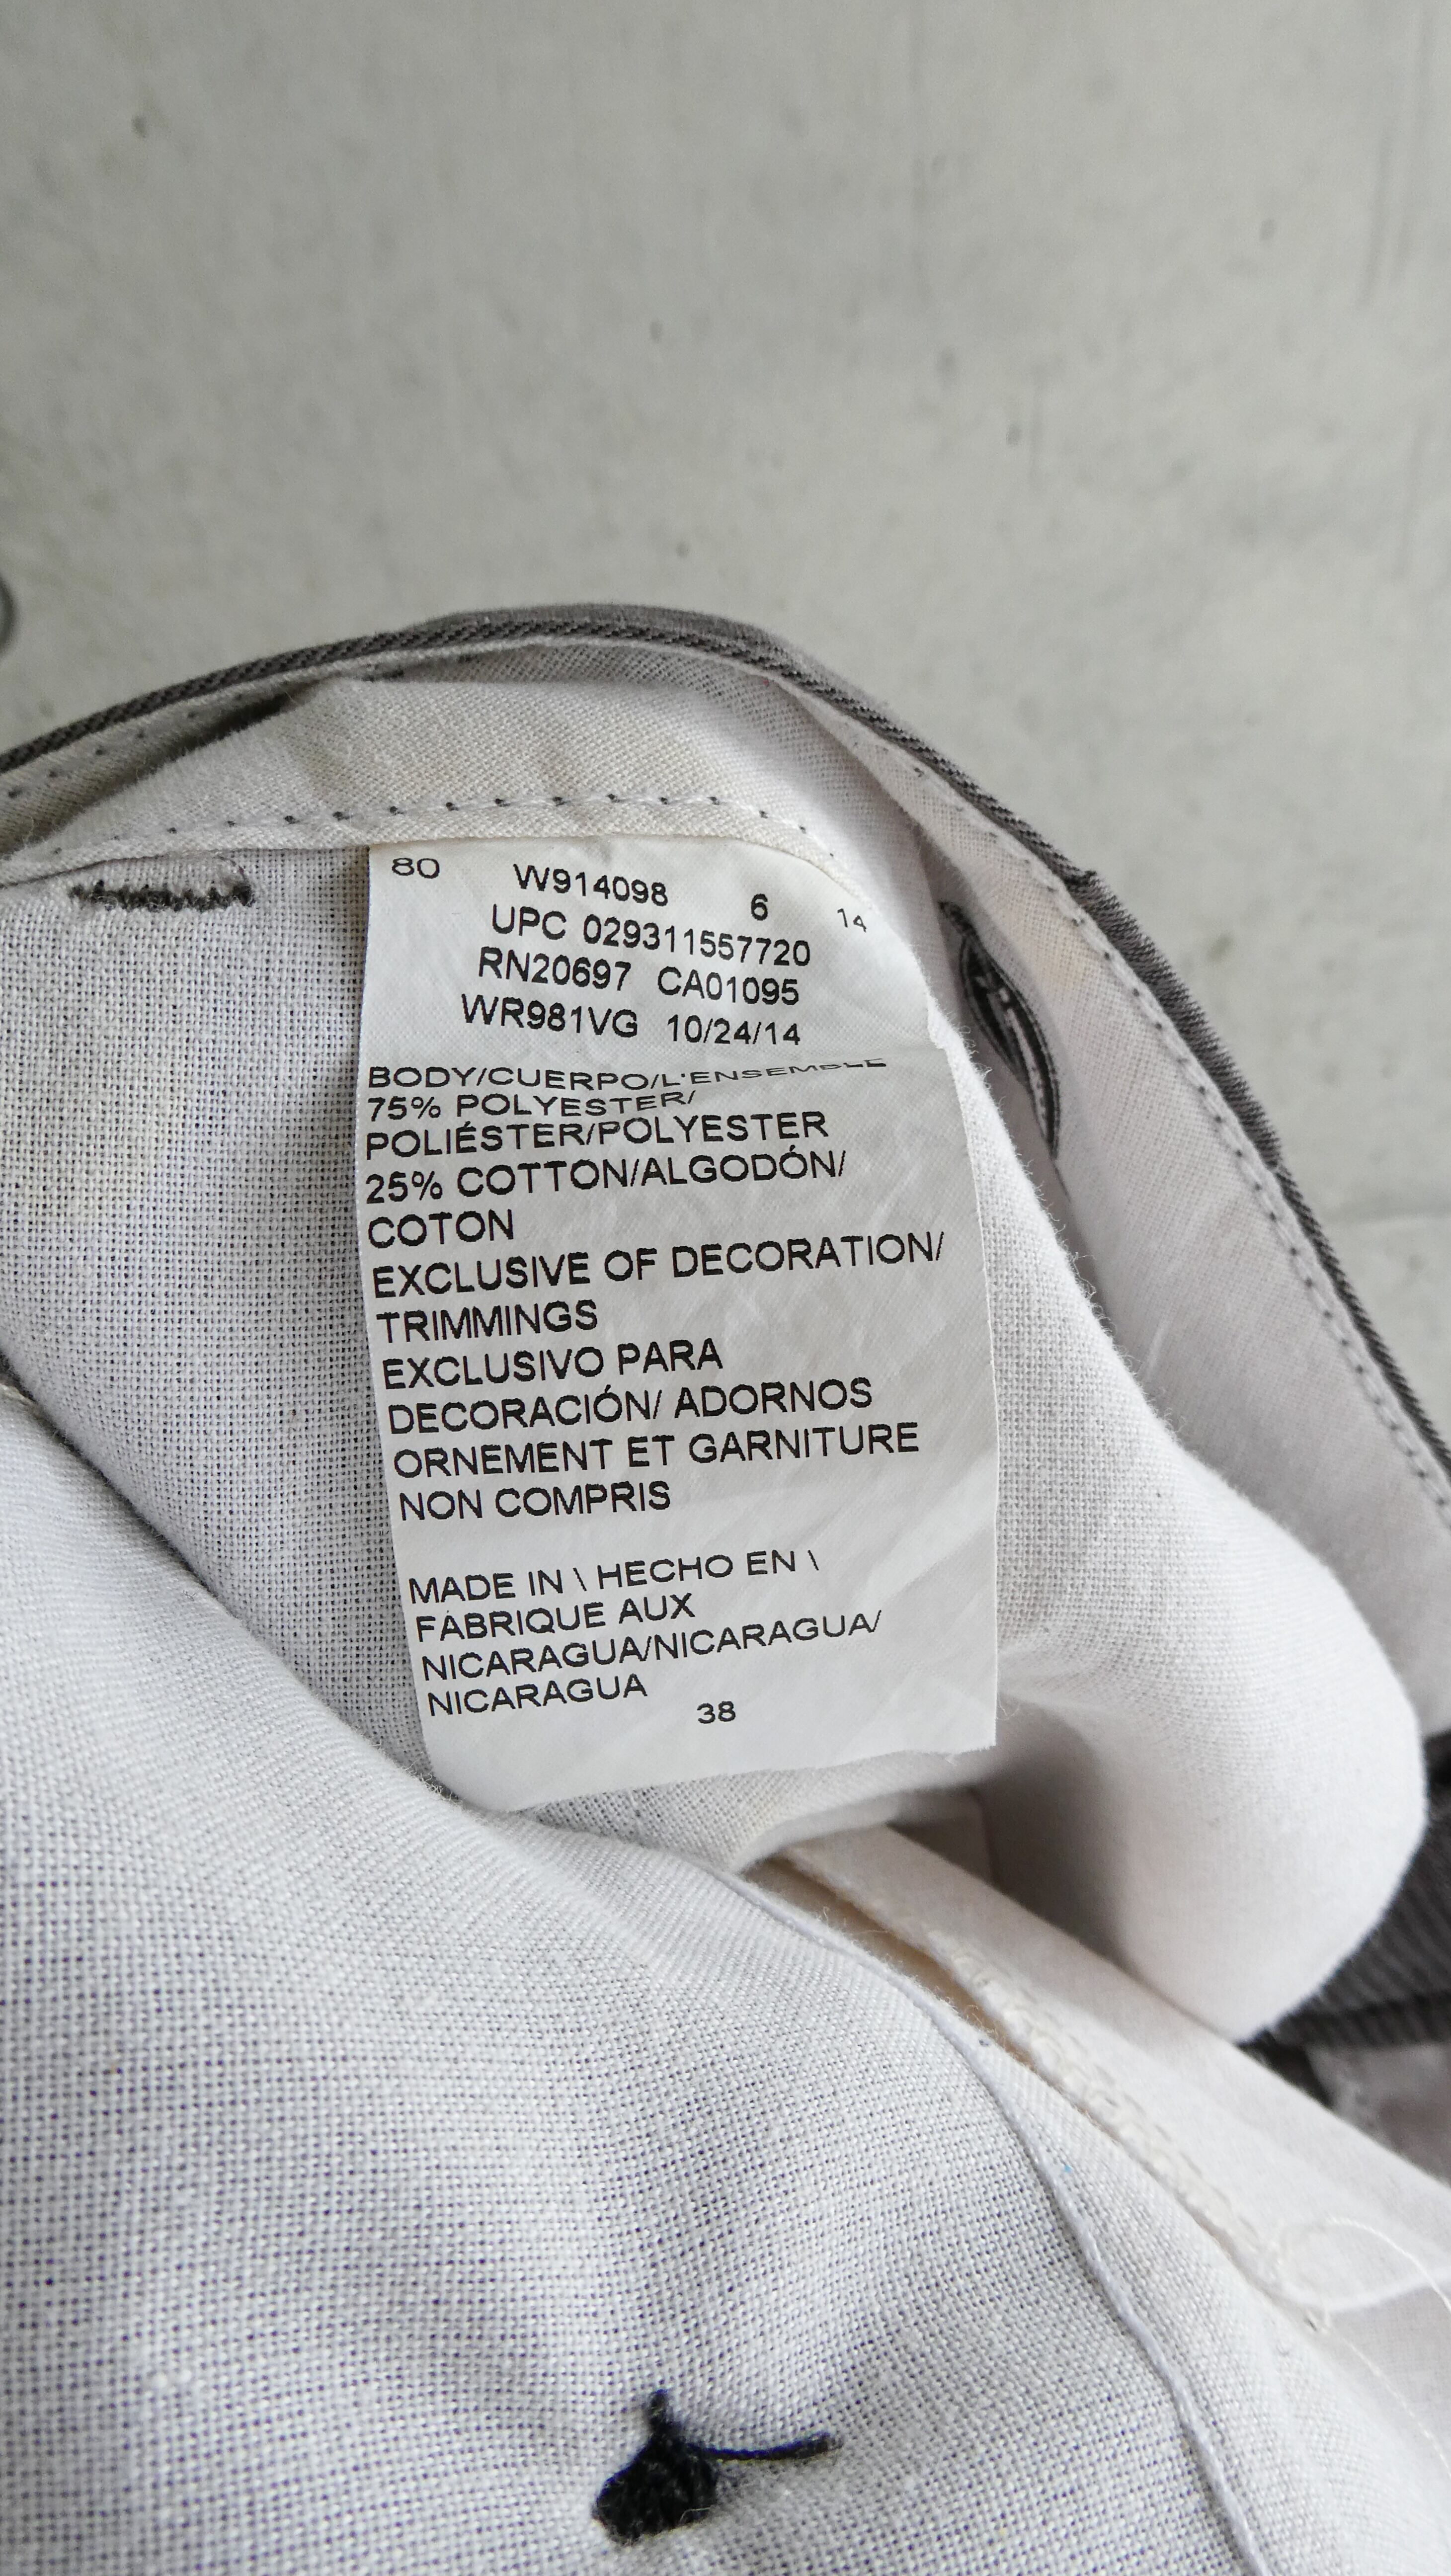 80 W914098 6 14
UPC 029311557720
RN20697 CA01095
WR981VG 10/24/14
BODY/CUERPO/L'ENSEMBLE
75% POLYESTER/
POLIÉSTER/POLYESTER
25% COTTON/ALGODÓN/
COTON
EXCLUSIVE OF DECORATION/
TRIMMINGS
EXCLUSIVO PARA
DECORACIÓN/ ADORNOS
ORNEMENT ET GARNITURE
NON COMPRIS
MADE IN \ HECHO EN \
FABRIQUE AUX
NICARAGUA/NICARAGUA/
NICARAGUA
38